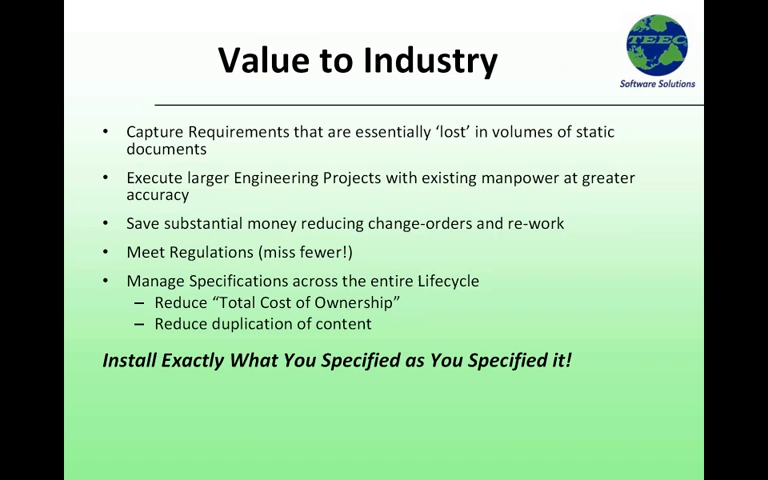 Value to Industry
TEEC
Software Solutions
• Capture Requirements that are essentially ‘lost’ in volumes of static
documents
• Execute larger Engineering Projects with existing manpower at greater
accuracy
• Save substantial money reducing change-orders and re-work
• Meet Regulations (miss fewer!)
• Manage Specifications across the entire Lifecycle
– Reduce “Total Cost of Ownership”
– Reduce duplication of content
Install Exactly What You Specified as You Specified it!